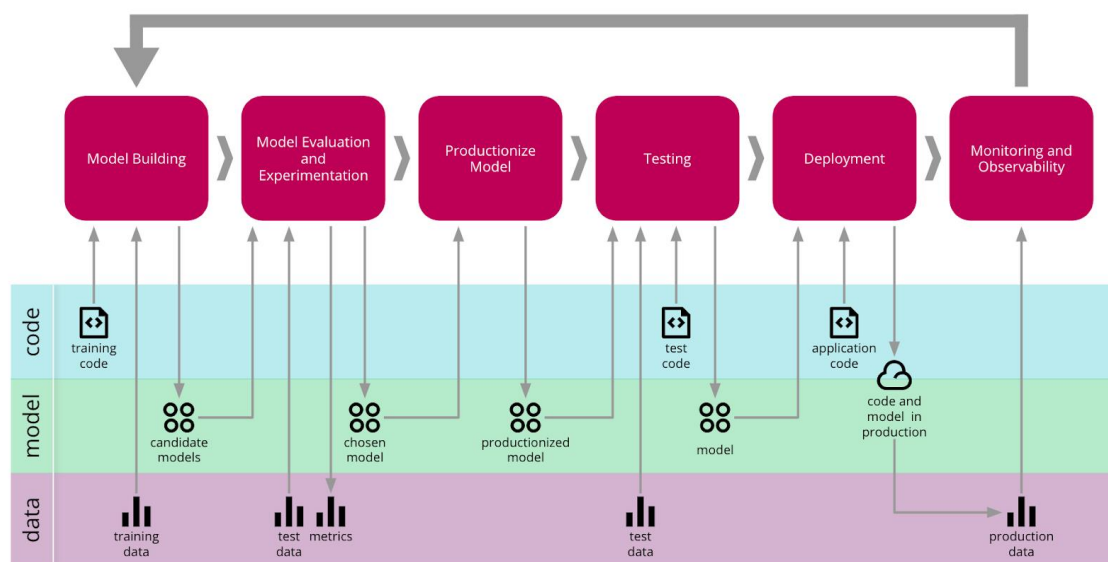 Model Building
Model Evaluation
and
Experimentation
Productionize
Model
Testing
Deployment
Monitoring and
Observability
code
training
code
test
code
application
code
model
candidate
models
chosen
model
productionized
model
model
code and
model in
production
data
training
data
test
data
metrics
test
data
production
data